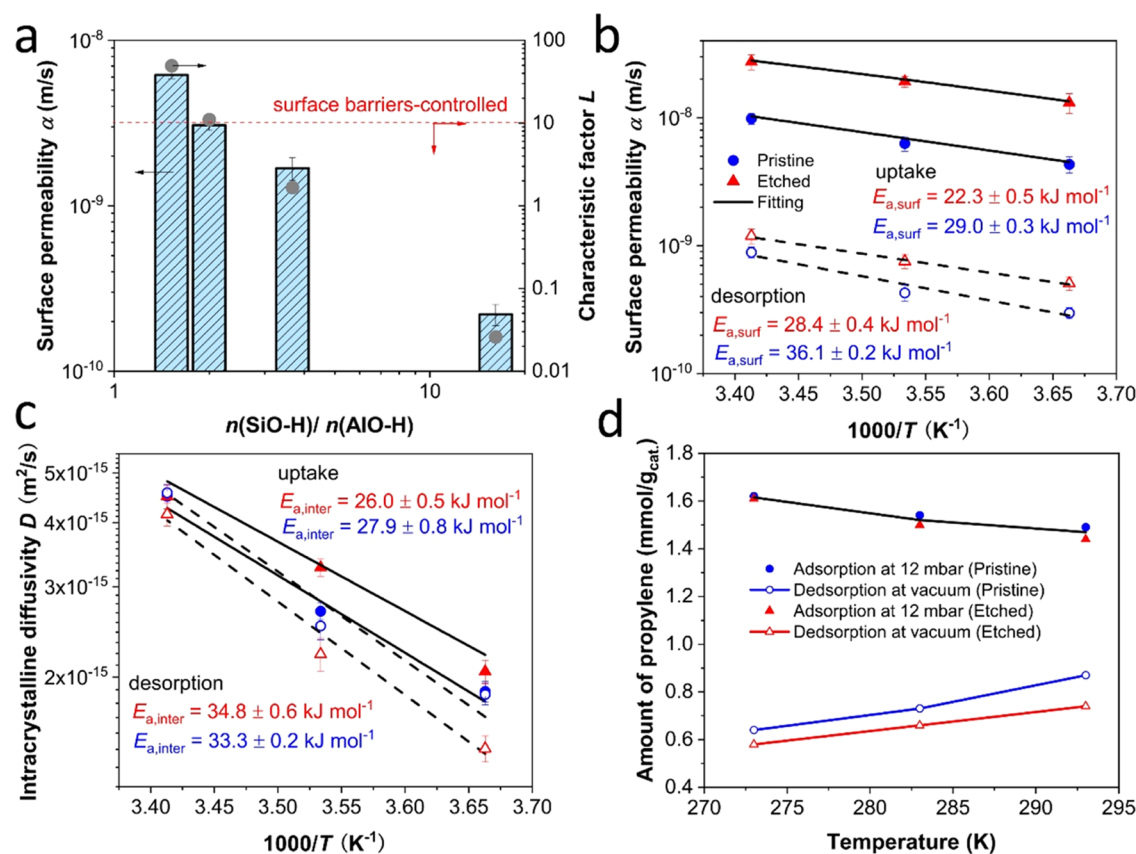 a
Surface permeability α (m/s)
10⁻⁸
10⁻⁹
10⁻¹⁰
surface barriers-controlled
100
10
1
0.1
0.01
Characteristic factor L
1
10
n(SiO-H)/ n(AlO-H)
b
Surface permeability α (m/s)
10⁻⁸
10⁻⁹
10⁻¹⁰
Pristine
Etched
Fitting
uptake
Ea,surf = 22.3 ± 0.5 kJ mol⁻¹
Ea,surf = 29.0 ± 0.3 kJ mol⁻¹
desorption
Ea,surf = 28.4 ± 0.4 kJ mol⁻¹
Ea,surf = 36.1 ± 0.2 kJ mol⁻¹
3.40 3.45 3.50 3.55 3.60 3.65 3.70
1000/T (K⁻¹)
c
Intracrystalline diffusivity D (m²/s)
5x10⁻¹⁵
4x10⁻¹⁵
3x10⁻¹⁵
2x10⁻¹⁵
uptake
Ea,inter = 26.0 ± 0.5 kJ mol⁻¹
Ea,inter = 27.9 ± 0.8 kJ mol⁻¹
desorption
Ea,inter = 34.8 ± 0.6 kJ mol⁻¹
Ea,inter = 33.3 ± 0.2 kJ mol⁻¹
3.40 3.45 3.50 3.55 3.60 3.65 3.70
1000/T (K⁻¹)
d
Amount of propylene (mmol/gcat.)
1.8
1.6
1.4
1.2
1.0
0.8
0.6
0.4
Adsorption at 12 mbar (Pristine)
Dedsorption at vacuum (Pristine)
Adsorption at 12 mbar (Etched)
Dedsorption at vacuum (Etched)
270 275 280 285 290 295
Temperature (K)